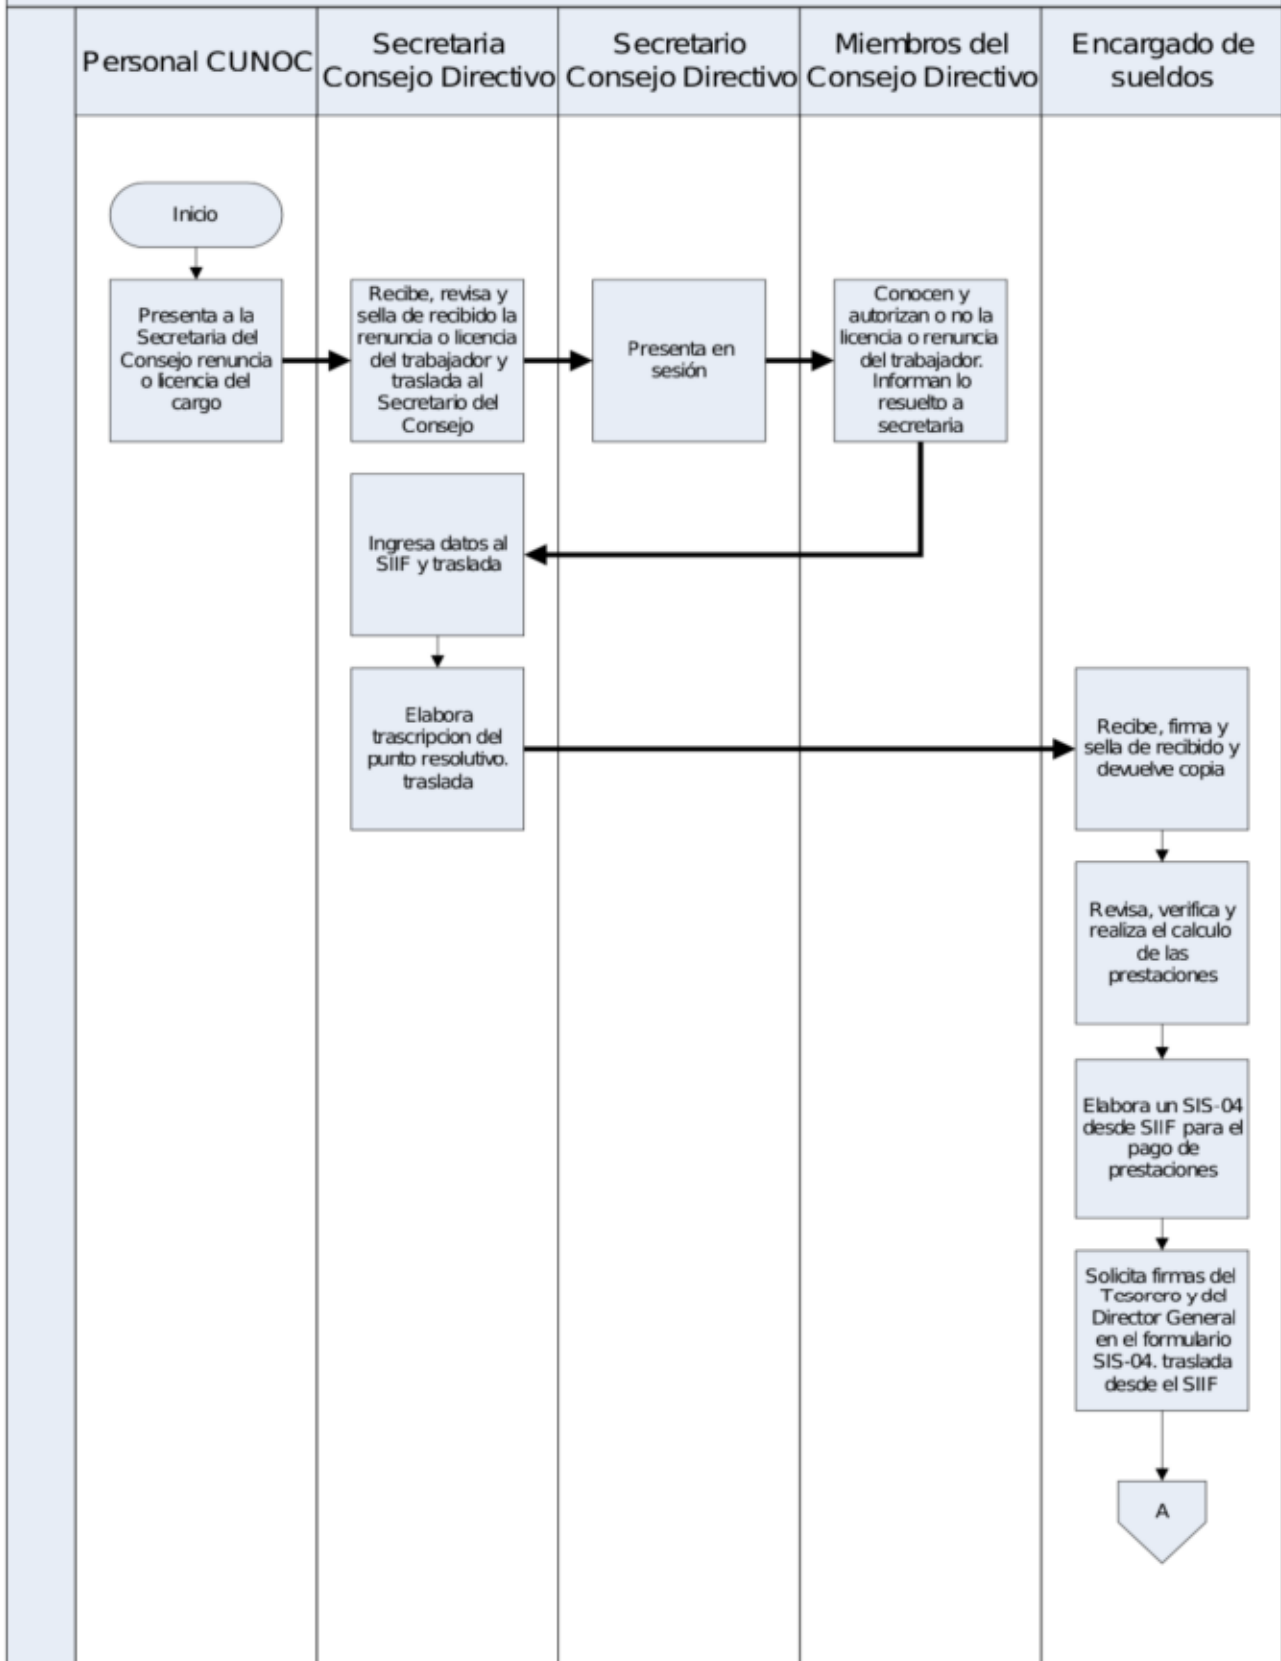 Personal CUNOC
Secretaria
Consejo Directivo
Secretario
Consejo Directivo
Miembros del
Consejo Directivo
Encargado de
sueldos
Inicio
Presenta a la
Secretaria del
Consejo renuncia
o licencia del
cargo
Recibe, revisa y
sella de recibido la
renuncia o licencia
del trabajador y
traslada al
Secretario del
Consejo
Presenta en
sesión
Conocen y
autorizan o no la
licencia o renuncia
del trabajador.
Informan lo
resuelto a
secretaria
Ingresa datos al
SIIF y traslada
Elabora
trascripcion del
punto resolutivo.
traslada
Recibe, firma y
sella de recibido y
devuelve copia
Revisa, verifica y
realiza el calculo
de las
prestaciones
Elabora un SIS-04
desde SIIF para el
pago de
prestaciones
Solicita firmas del
Tesorero y del
Director General
en el formulario
SIS-04. traslada
desde el SIIF
A